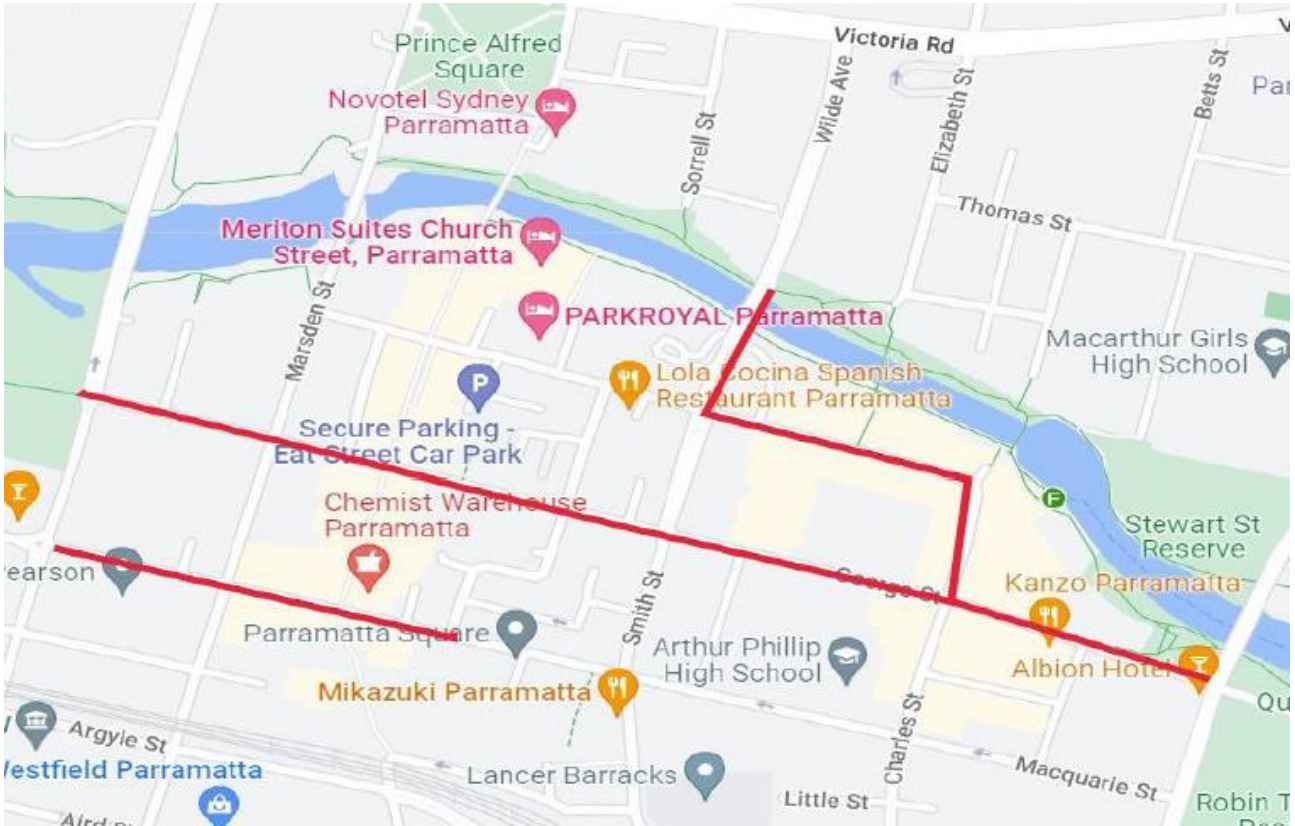 Victoria Rd
Prince Alfred
Square
Novotel Sydney
Parramatta
Sorrell St
Wilde Ave
Elizabeth St
Betts St
Thomas St
Meriton Suites Church
Street, Parramatta
Marsden St
PARKROYAL Parramatta
Macarthur Girls
High School
Lola Cocina Spanish
Restaurant Parramatta
P
Secure Parking -
Eat Street Car Park
Chemist Warehouse
Parramatta
F
Stewart St
Reserve
earson
George St
Kanzo Parramatta
Smith St
Parramatta Square
Arthur Phillip
High School
Albion Hotel
Mikazuki Parramatta
Qu
Argyle St
Charles St
Macquarie St
Westfield Parramatta
Lancer Barracks
Little St
Robin T